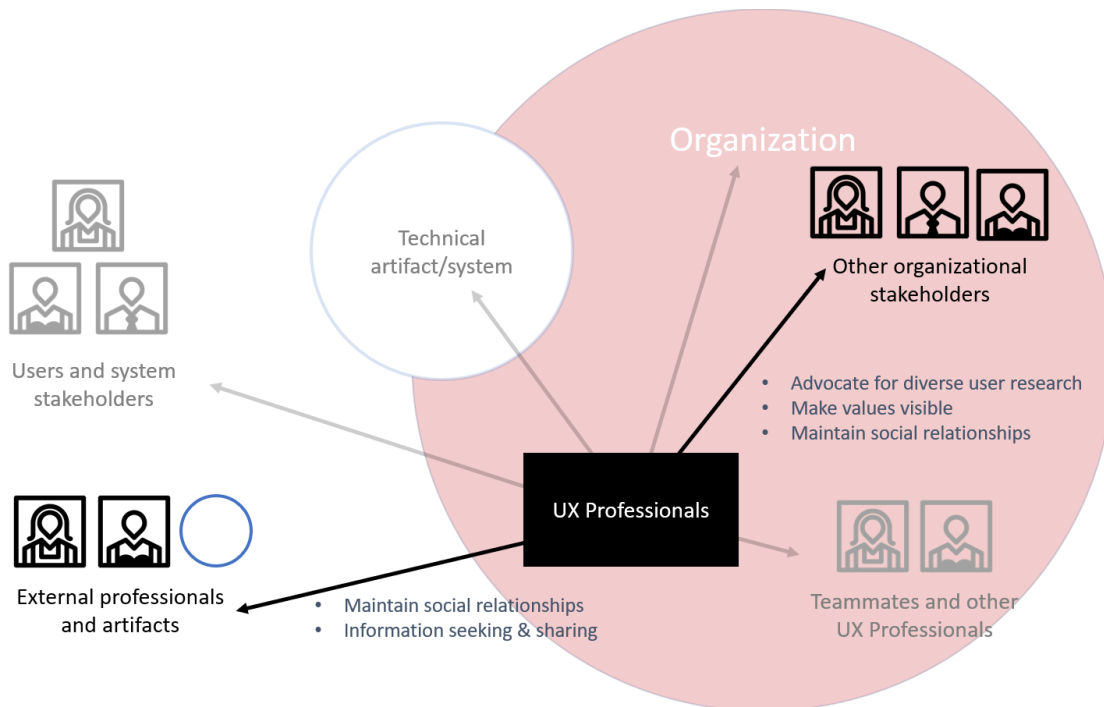 Organization
Technical
artifact/system
Other organizational
stakeholders
Users and system
stakeholders
• Advocate for diverse user research
• Make values visible
• Maintain social relationships
UX Professionals
External professionals
and artifacts
• Maintain social relationships
• Information seeking & sharing
Teammates and other
UX Professionals